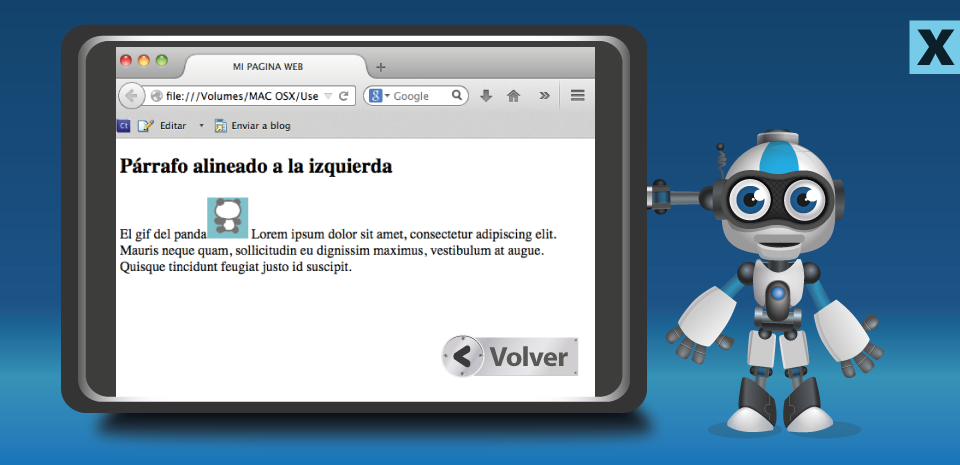 X
MI PAGINA WEB
file:///Volumes/MAC OSX/Use
Google
Ct
Editar
Enviar a blog
Párrafo alineado a la izquierda
El gif del panda Lorem ipsum dolor sit amet, consectetur adipiscing elit.
Mauris neque quam, sollicitudin eu dignissim maximus, vestibulum at augue.
Quisque tincidunt feugiat justo id suscipit.
Volver